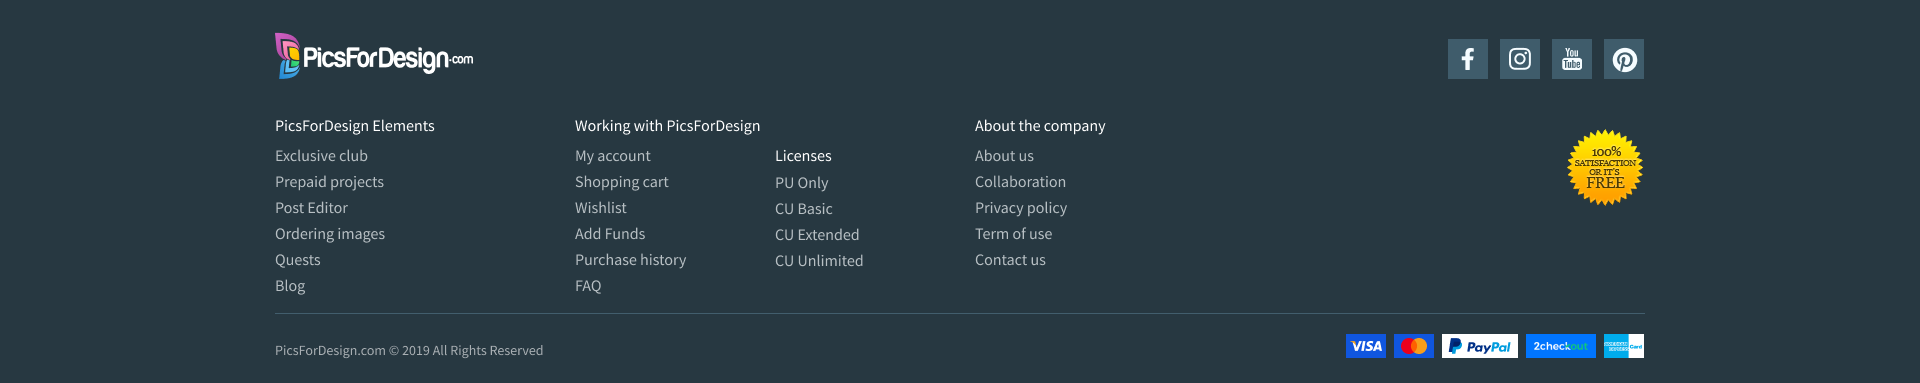 PicsForDesign.com
You
Tube
PicsForDesign Elements
Exclusive club
Prepaid projects
Post Editor
Ordering images
Quests
Blog
Working with PicsForDesign
My account
Shopping cart
Wishlist
Add Funds
Purchase history
FAQ
Licenses
PU Only
CU Basic
CU Extended
CU Unlimited
About the company
About us
Collaboration
Privacy policy
Term of use
Contact us
100%
SATISFACTION
OR IT'S
FREE
PicsForDesign.com © 2019 All Rights Reserved
VISA
PayPal
2checkout
AMERICAN
EXPRESS
Card